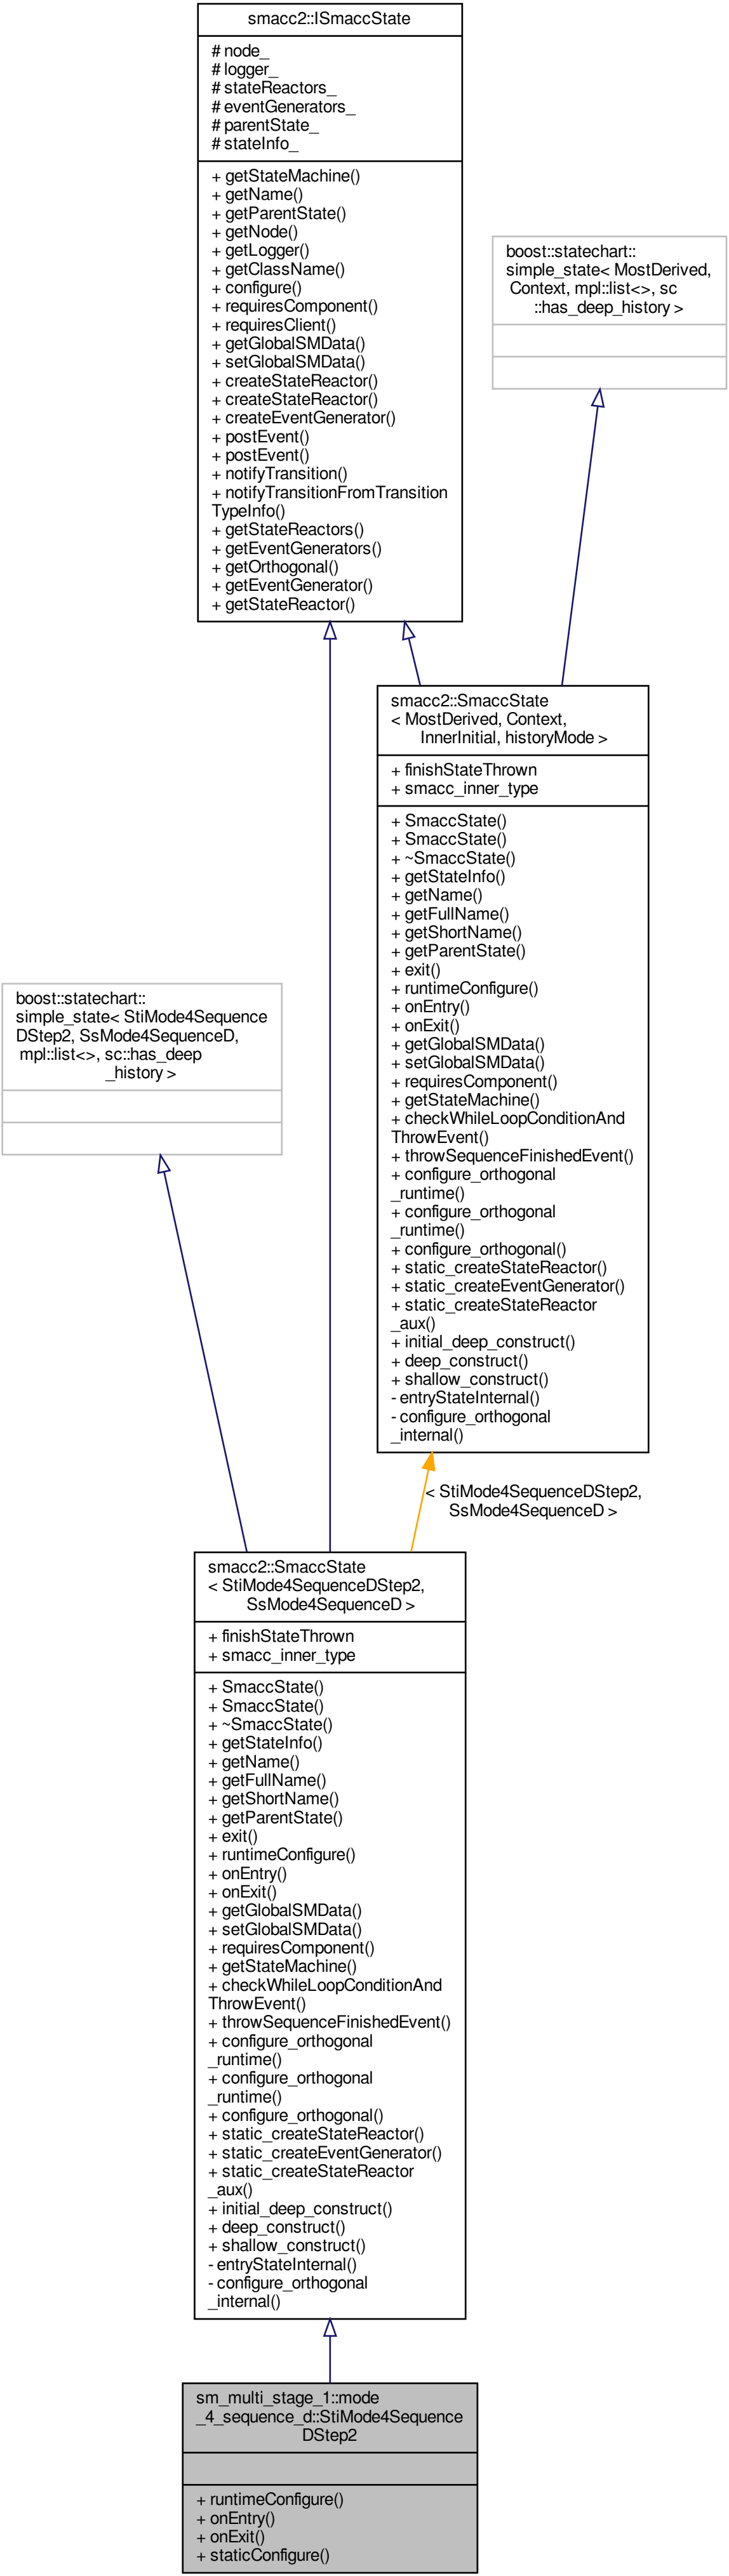 smacc2::ISmaccState
# node_
# logger_
# stateReactors_
# eventGenerators_
# parentState_
# stateInfo_
+ getStateMachine()
+ getName()
+ getParentState()
+ getNode()
+ getLogger()
+ getClassName()
+ configure()
+ requiresComponent()
+ requiresClient()
+ getGlobalSMData()
+ setGlobalSMData()
+ createStateReactor()
+ createStateReactor()
+ createEventGenerator()
+ postEvent()
+ postEvent()
+ notifyTransition()
+ notifyTransitionFromTransition
TypeInfo()
+ getStateReactors()
+ getEventGenerators()
+ getOrthogonal()
+ getEventGenerator()
+ getStateReactor()
boost::statechart::
simple_state< MostDerived,
Context, mpl::list<>, sc
::has_deep_history >
smacc2::SmaccState
< MostDerived, Context,
InnerInitial, historyMode >
+ finishStateThrown
+ smacc_inner_type
+ SmaccState()
+ SmaccState()
+ ~SmaccState()
+ getStateInfo()
+ getName()
+ getFullName()
+ getShortName()
+ getParentState()
+ exit()
+ runtimeConfigure()
+ onEntry()
+ onExit()
+ getGlobalSMData()
+ setGlobalSMData()
+ requiresComponent()
+ getStateMachine()
+ checkWhileLoopConditionAnd
ThrowEvent()
+ throwSequenceFinishedEvent()
+ configure_orthogonal
_runtime()
+ configure_orthogonal
_runtime()
+ configure_orthogonal()
+ static_createStateReactor()
+ static_createEventGenerator()
+ static_createStateReactor
_aux()
+ initial_deep_construct()
+ deep_construct()
+ shallow_construct()
- entryStateInternal()
- configure_orthogonal
_internal()
boost::statechart::
simple_state< StiMode4Sequence
DStep2, SsMode4SequenceD,
mpl::list<>, sc::has_deep
_history >
< StiMode4SequenceDStep2,
SsMode4SequenceD >
smacc2::SmaccState
< StiMode4SequenceDStep2,
SsMode4SequenceD >
+ finishStateThrown
+ smacc_inner_type
+ SmaccState()
+ SmaccState()
+ ~SmaccState()
+ getStateInfo()
+ getName()
+ getFullName()
+ getShortName()
+ getParentState()
+ exit()
+ runtimeConfigure()
+ onEntry()
+ onExit()
+ getGlobalSMData()
+ setGlobalSMData()
+ requiresComponent()
+ getStateMachine()
+ checkWhileLoopConditionAnd
ThrowEvent()
+ throwSequenceFinishedEvent()
+ configure_orthogonal
_runtime()
+ configure_orthogonal
_runtime()
+ configure_orthogonal()
+ static_createStateReactor()
+ static_createEventGenerator()
+ static_createStateReactor
_aux()
+ initial_deep_construct()
+ deep_construct()
+ shallow_construct()
- entryStateInternal()
- configure_orthogonal
_internal()
sm_multi_stage_1::mode
_4_sequence_d::StiMode4Sequence
DStep2
+ runtimeConfigure()
+ onEntry()
+ onExit()
+ staticConfigure()